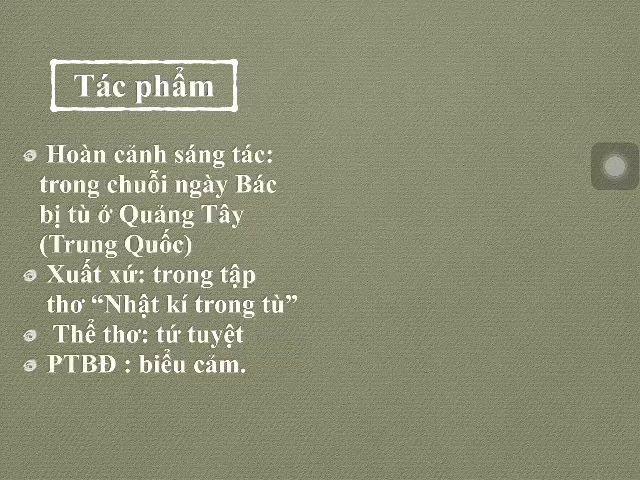 Tác phẩm
Hoàn cảnh sáng tác:
trong chuỗi ngày Bác
bị tù ở Quảng Tây
(Trung Quốc)
Xuất xứ: trong tập
thơ “Nhật kí trong tù”
Thể thơ: tứ tuyệt
PTBĐ : biểu cảm.